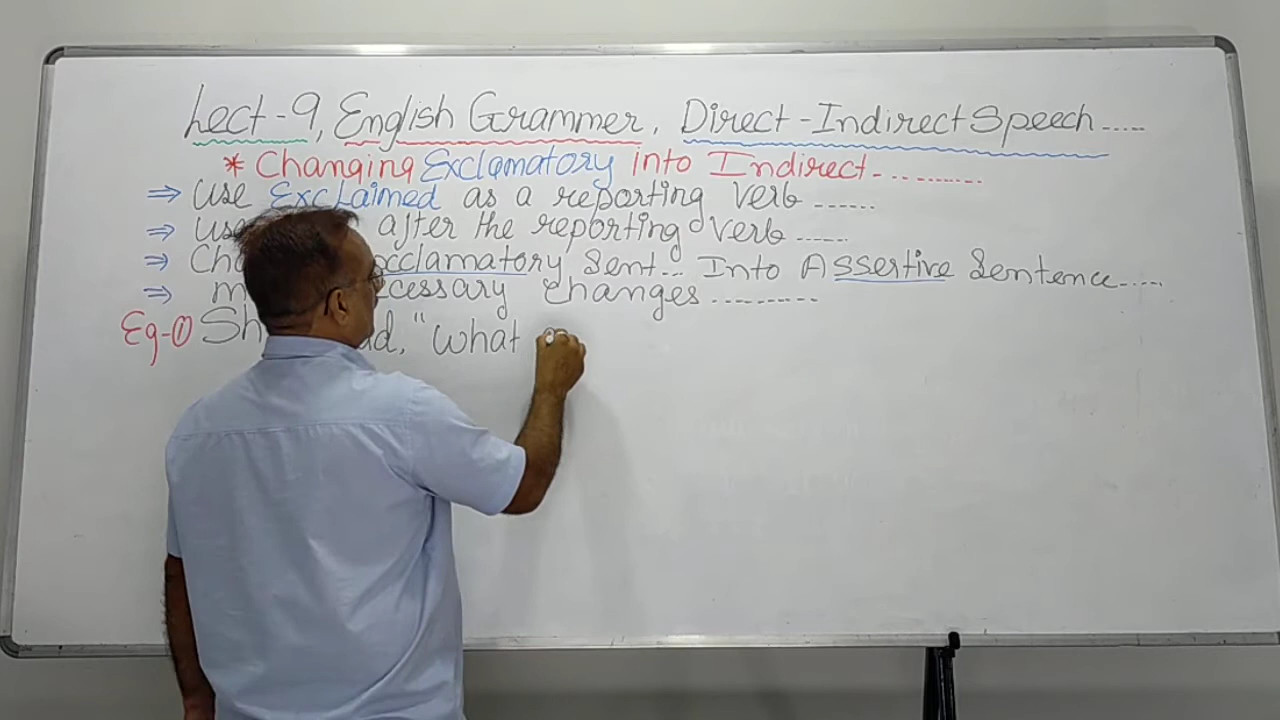 Lect-9, English Grammer, Direct-Indirect Speech.....
* Changing Exclamatory into Indirect..........
⇒ Use Exclaimed as a reporting Verb ......
⇒ after the reporting Verb ......
⇒ Sent... Into Assertive Sentence.....
⇒ changes ..........
Eg-① "What